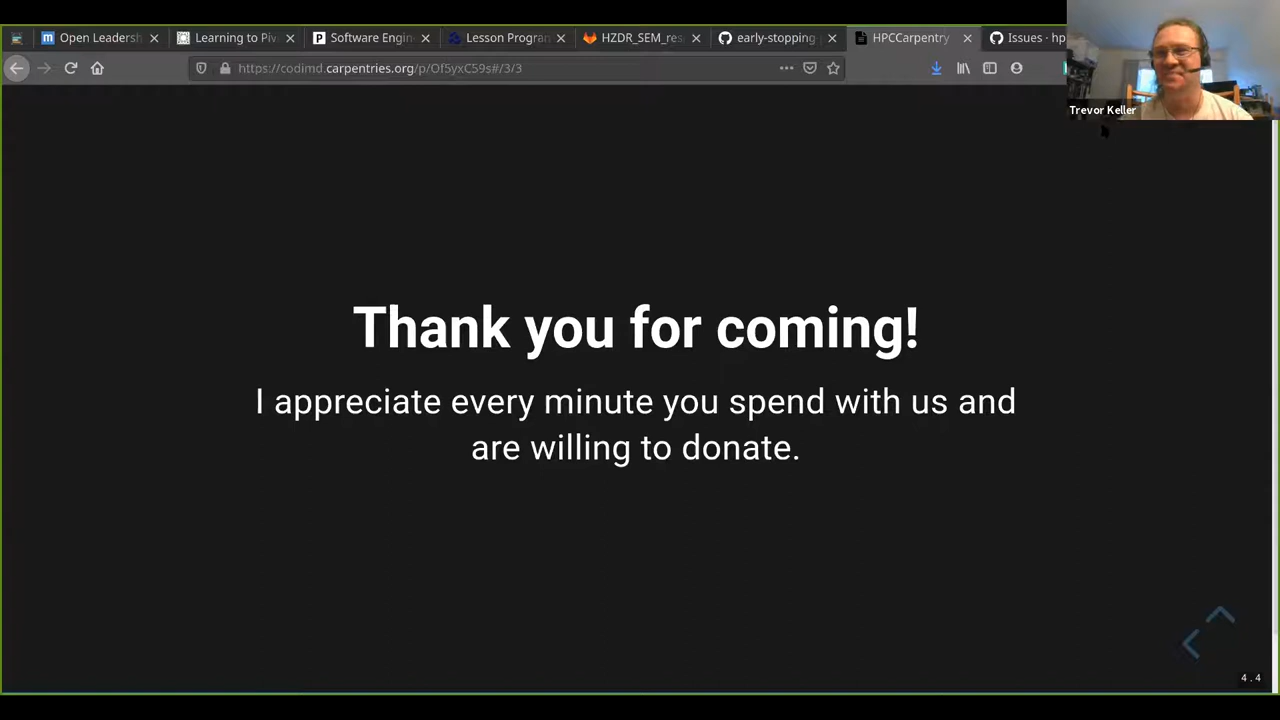 Open Leadersh
Learning to Piv
Software Engin
Lesson Program
HZDR_SEM_res
early-stopping
HPCCarpentry
Issues · hp
https://codimd.carpentries.org/p/Of5yxC59s#/3/3
Trevor Keller
Thank you for coming!
I appreciate every minute you spend with us and
are willing to donate.
4.4